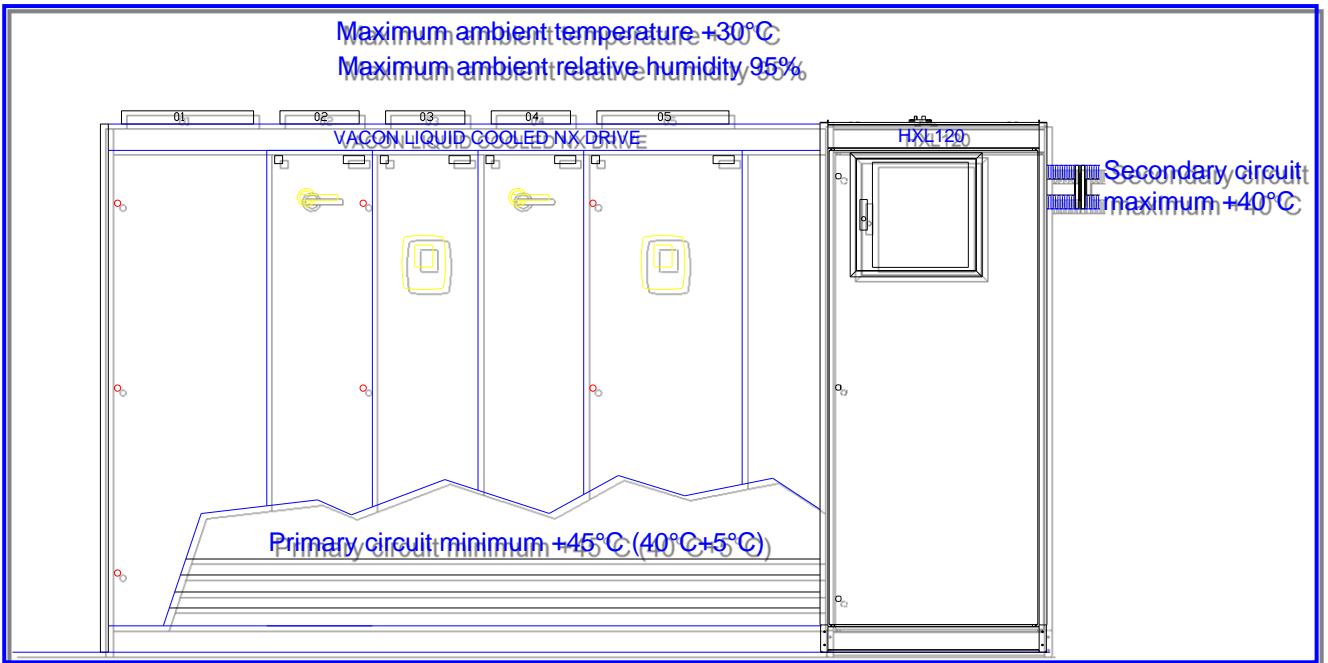 Maximum ambient temperature +30°C
Maximum ambient relative humidity 95%
01 02 03 04 05
VACON LIQUID COOLED NX DRIVE
HXL120
Secondary circuit
maximum +40°C
Primary circuit minimum +45°C (40°C+5°C)